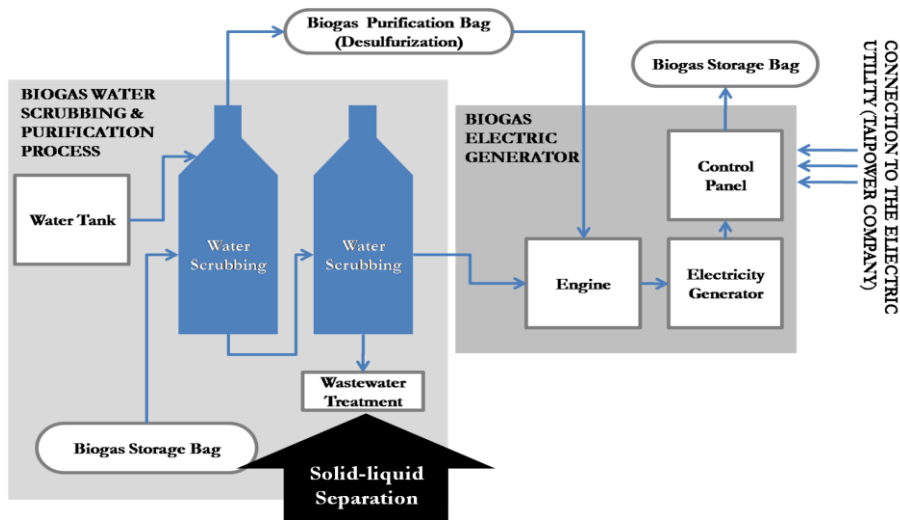 Biogas Purification Bag
(Desulfurization)
BIOGAS WATER
SCRUBBING &
PURIFICATION
PROCESS
Water Tank
Water
Scrubbing
Water
Scrubbing
Wastewater
Treatment
Biogas Storage Bag
Solid-liquid
Separation
BIOGAS
ELECTRIC
GENERATOR
Engine
Electricity
Generator
Control
Panel
Biogas Storage Bag
CONNECTION TO THE ELECTRIC
UTILITY (TAIPOWER COMPANY)